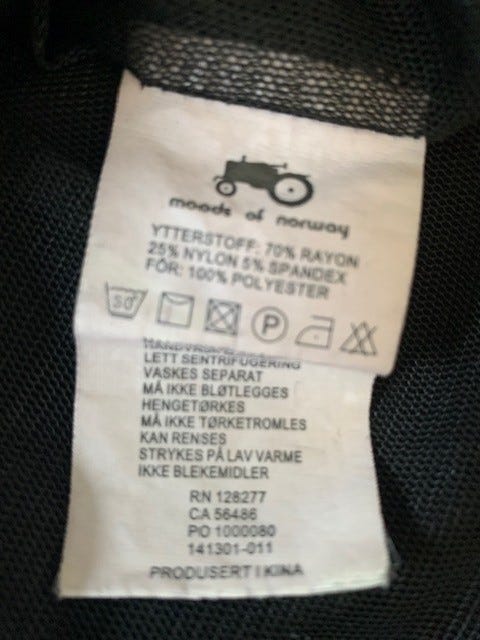 moods of norway
YTTERSTOFF: 70% RAYON
25% NYLON 5% SPANDEX
FÔR: 100% POLYESTER
P
LETT SENTRIFUGERING
VASKES SEPARAT
MÅ IKKE BLØTLEGGES
HENGETØRKES
MÅ IKKE TØRKETROMLES
KAN RENSES
STRYKES PÅ LAV VARME
IKKE BLEKEMIDLER
RN 128277
CA 56486
PO 1000080
141301-011
PRODUSERT I KINA